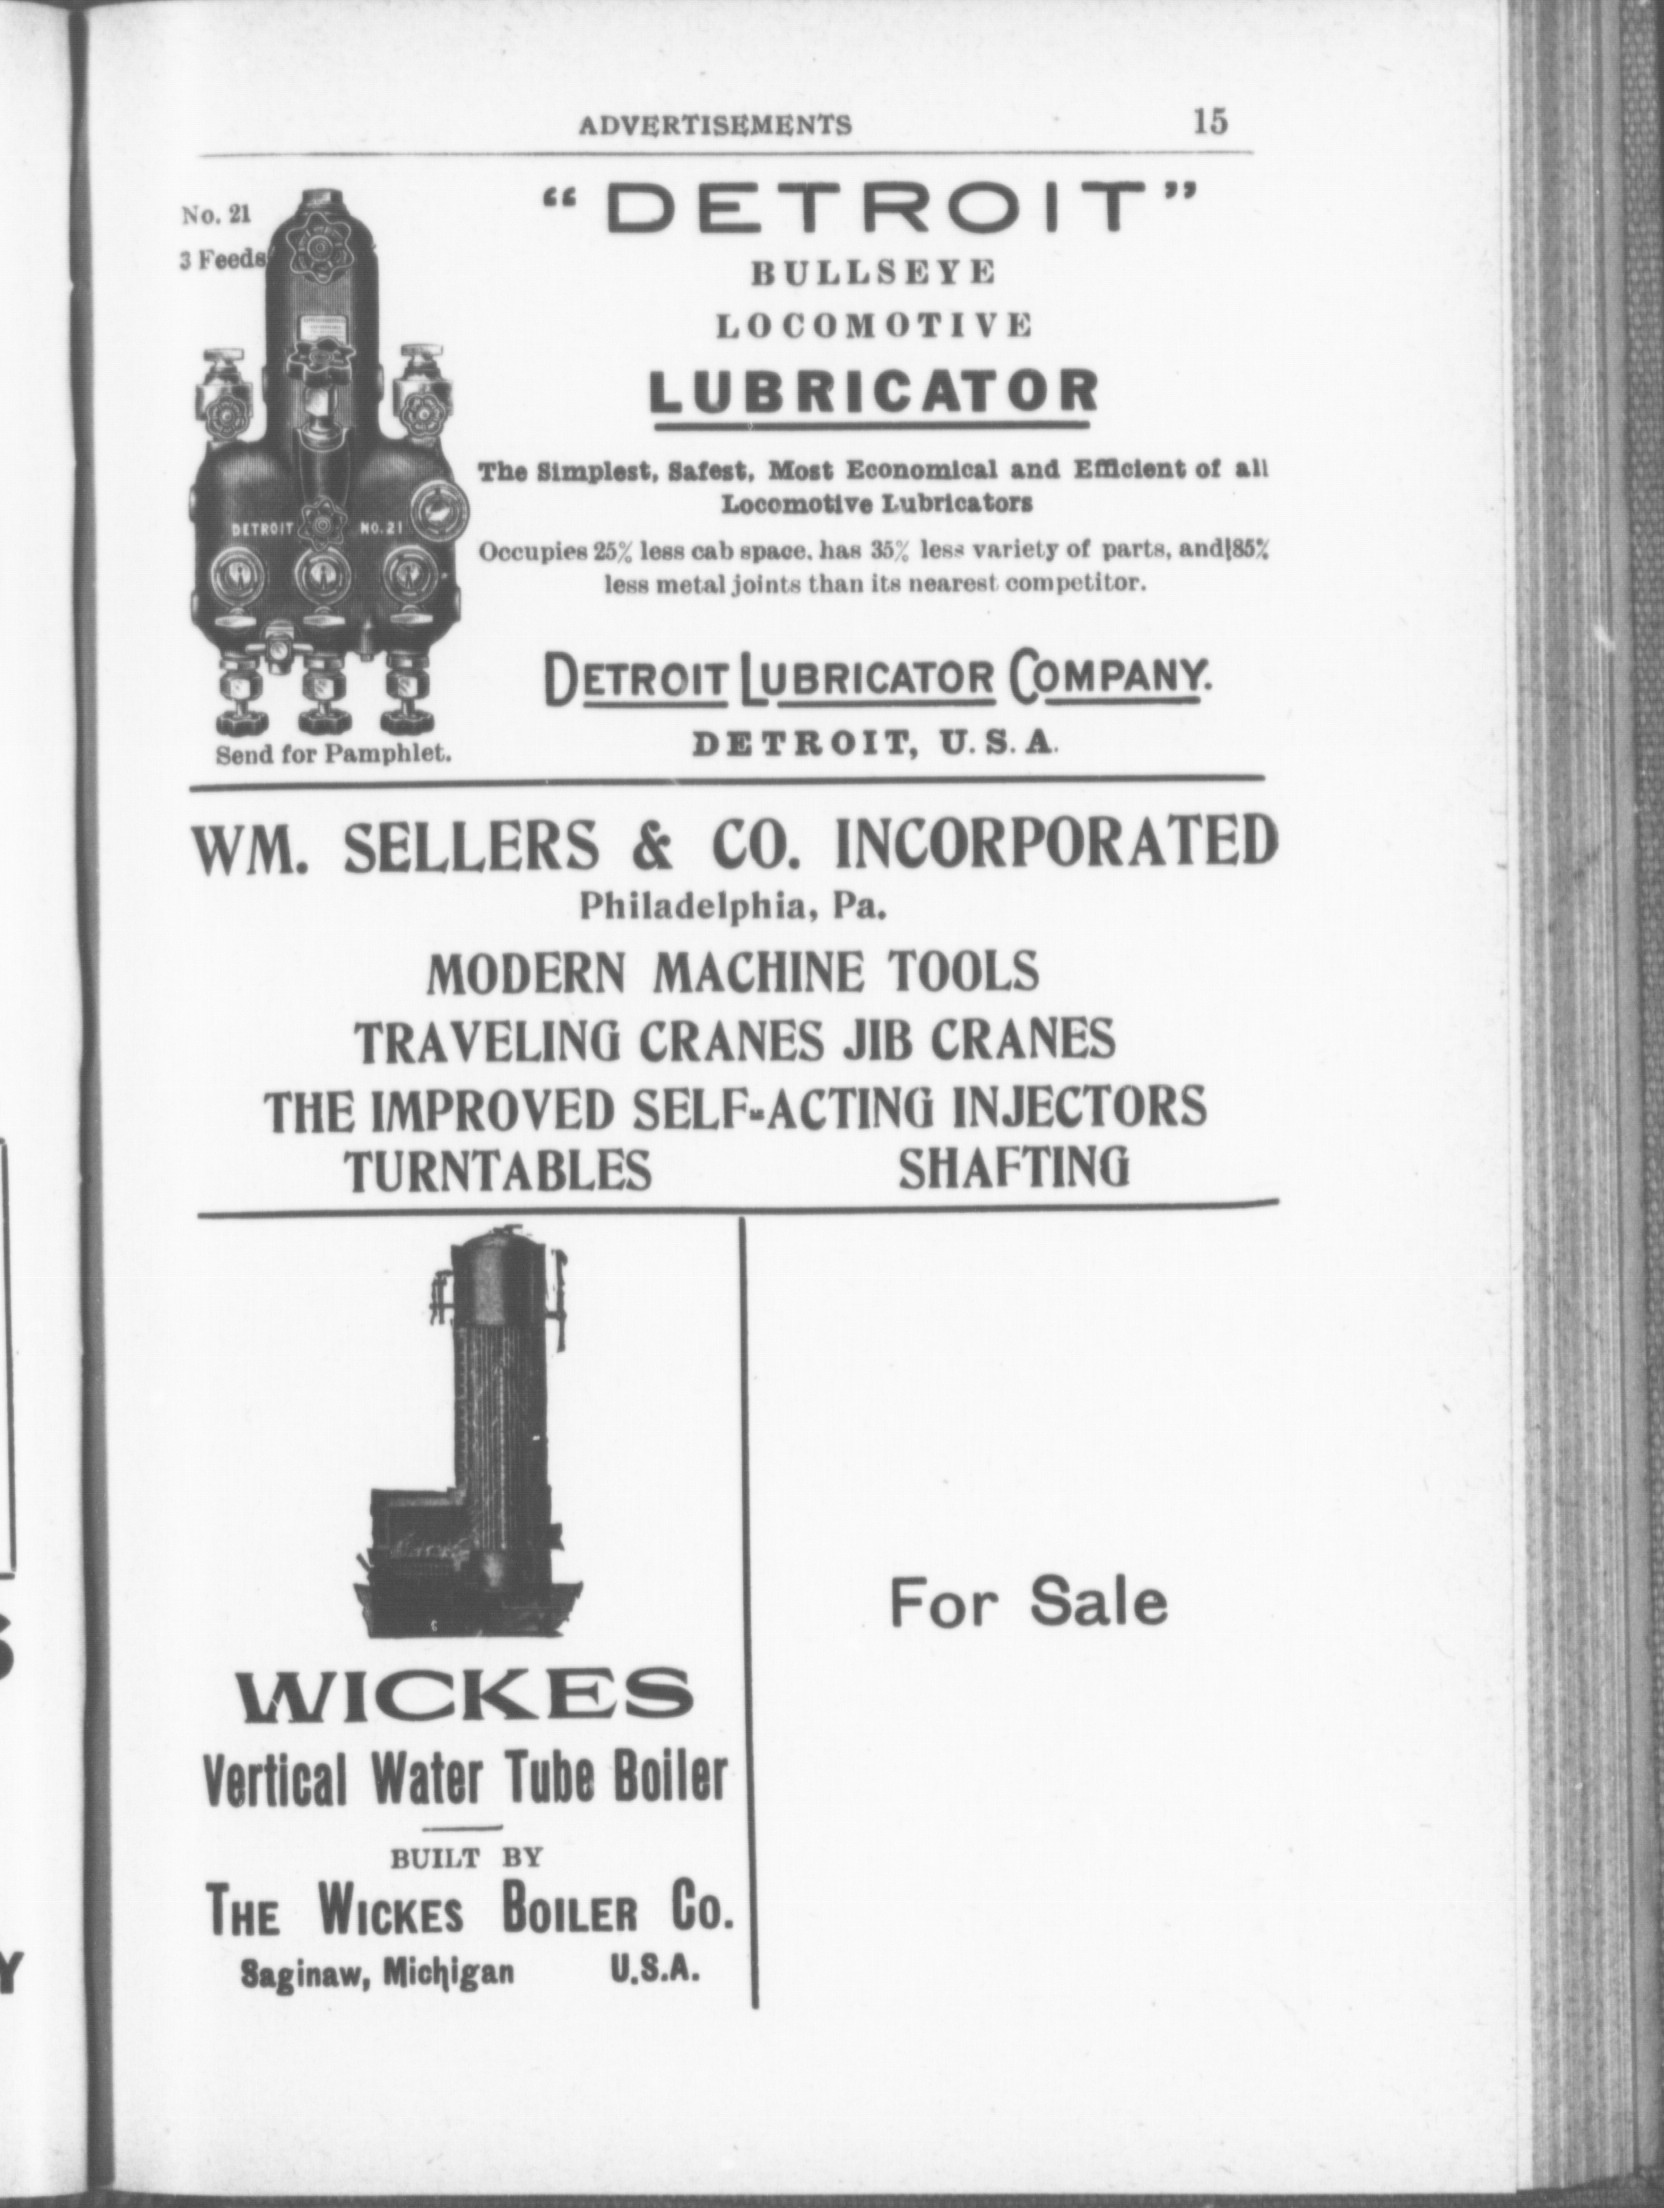 ADVERTISEMENTS 15
No. 21
3 Feeds
DETROIT NO. 21
Send for Pamphlet.
“DETROIT”
BULLSEYE
LOCOMOTIVE
LUBRICATOR
The Simplest, Safest, Most Economical and Efficient of all
Locomotive Lubricators
Occupies 25% less cab space, has 35% less variety of parts, and 85%
less metal joints than its nearest competitor.
DETROIT LUBRICATOR COMPANY.
DETROIT, U. S. A.
WM. SELLERS & CO. INCORPORATED
Philadelphia, Pa.
MODERN MACHINE TOOLS
TRAVELING CRANES JIB CRANES
THE IMPROVED SELF-ACTING INJECTORS
TURNTABLES SHAFTING
WICKES
Vertical Water Tube Boiler
BUILT BY
THE WICKES BOILER CO.
Saginaw, Michigan U.S.A.
For Sale
S
Y